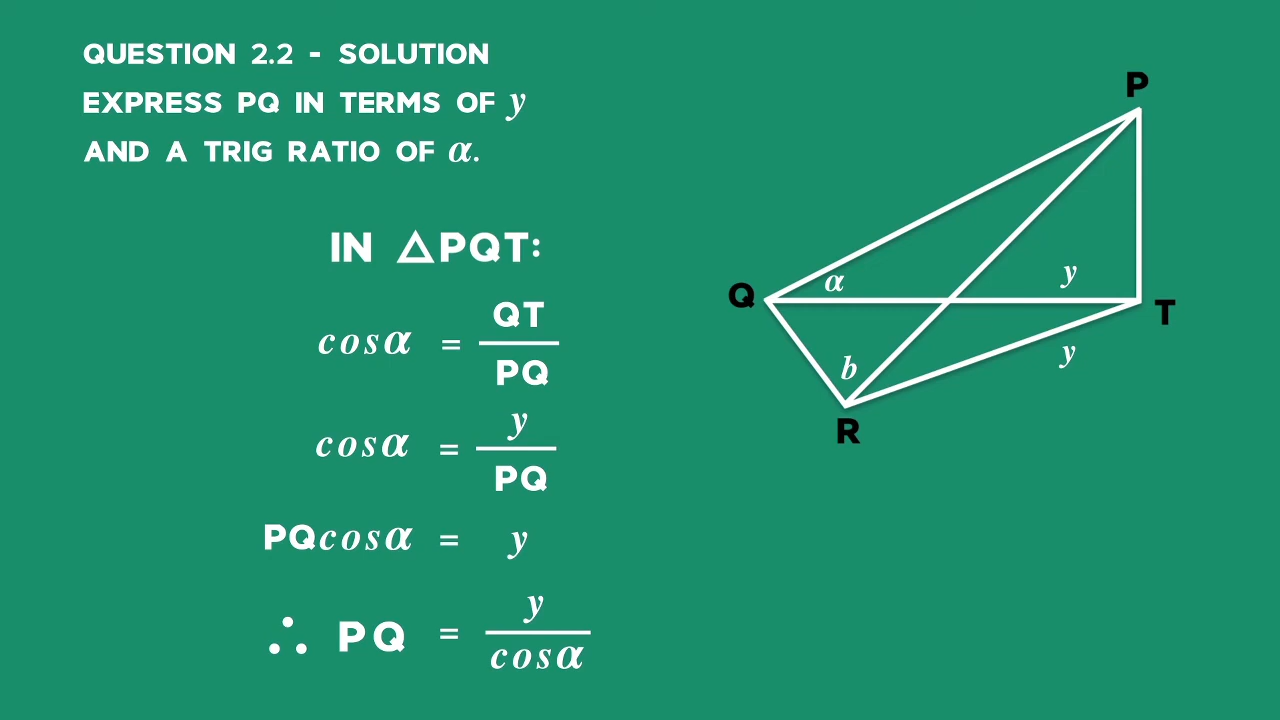 QUESTION 2.2 - SOLUTION
EXPRESS PQ IN TERMS OF y
AND A TRIG RATIO OF α.
IN △PQT:
cosα = QT/PQ
cosα = y/PQ
PQcosα = y
∴ PQ = y/cosα
P
Q
α
y
T
y
b
R